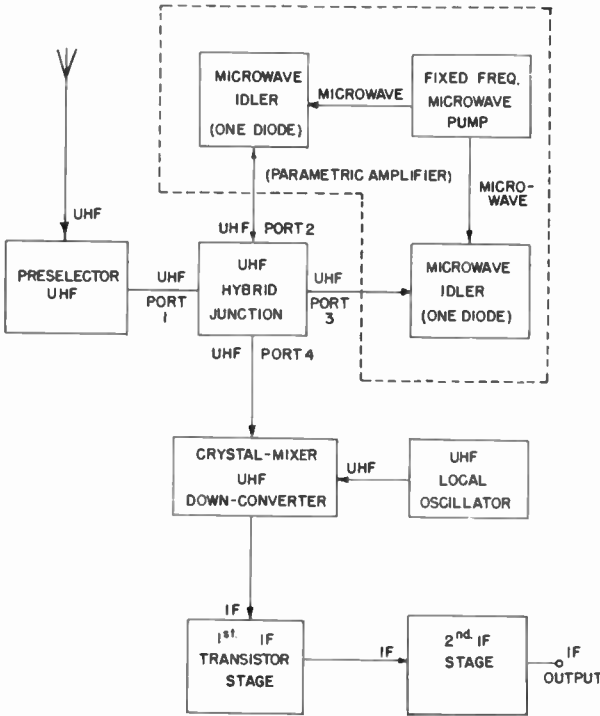 MICROWAVE
IDLER
(ONE DIODE)
MICROWAVE
FIXED FREQ.
MICROWAVE
PUMP
(PARAMETRIC AMPLIFIER)
MICRO-
WAVE
UHF
UHF PORT 2
PRESELECTOR
UHF
UHF
PORT
1
UHF
HYBRID
JUNCTION
UHF
PORT
3
MICROWAVE
IDLER
(ONE DIODE)
UHF PORT 4
CRYSTAL-MIXER
UHF
DOWN-CONVERTER
UHF
UHF
LOCAL
OSCILLATOR
IF
1st. IF
TRANSISTOR
STAGE
IF
2nd. IF
STAGE
IF
OUTPUT